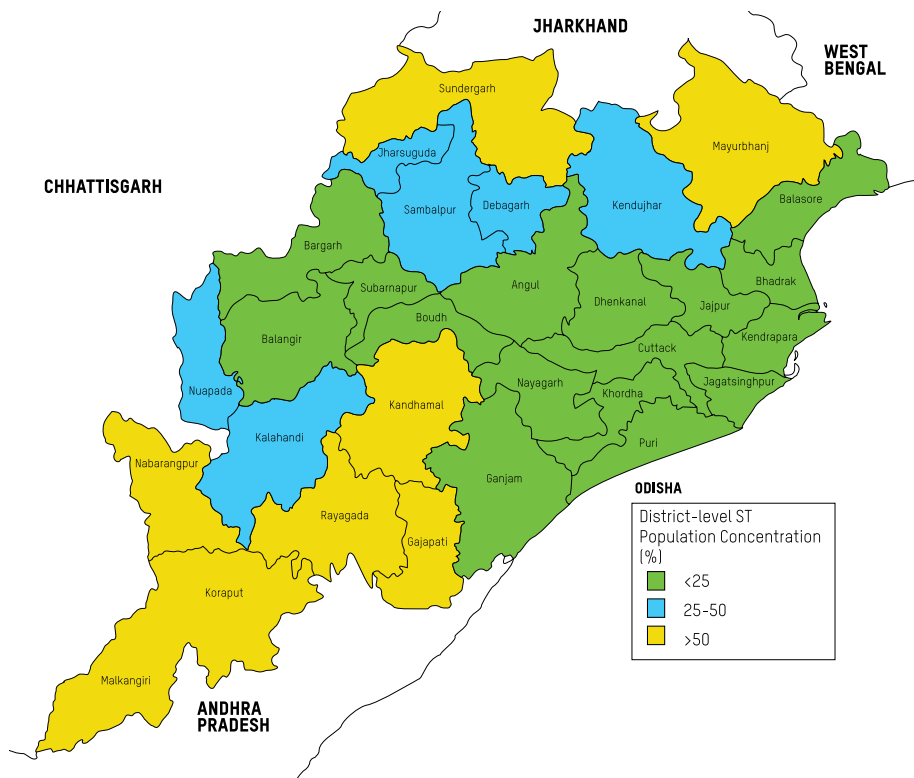 JHARKHAND
WEST
BENGAL
Sundergarh
Mayurbhanj
Jharsuguda
CHHATTISGARH
Sambalpur
Debagarh
Kendujhar
Balasore
Bargarh
Subarnapur
Angul
Dhenkanal
Bhadrak
Jajpur
Boudh
Balangir
Cuttack
Kendrapara
Nuapada
Nayagarh
Jagatsinghpur
Khordha
Kandhamal
Kalahandi
Puri
Nabarangpur
Ganjam
Rayagada
Gajapati
Koraput
Malkangiri
ANDHRA
PRADESH
ODISHA
District-level ST
Population Concentration
(%)
<25
25-50
>50